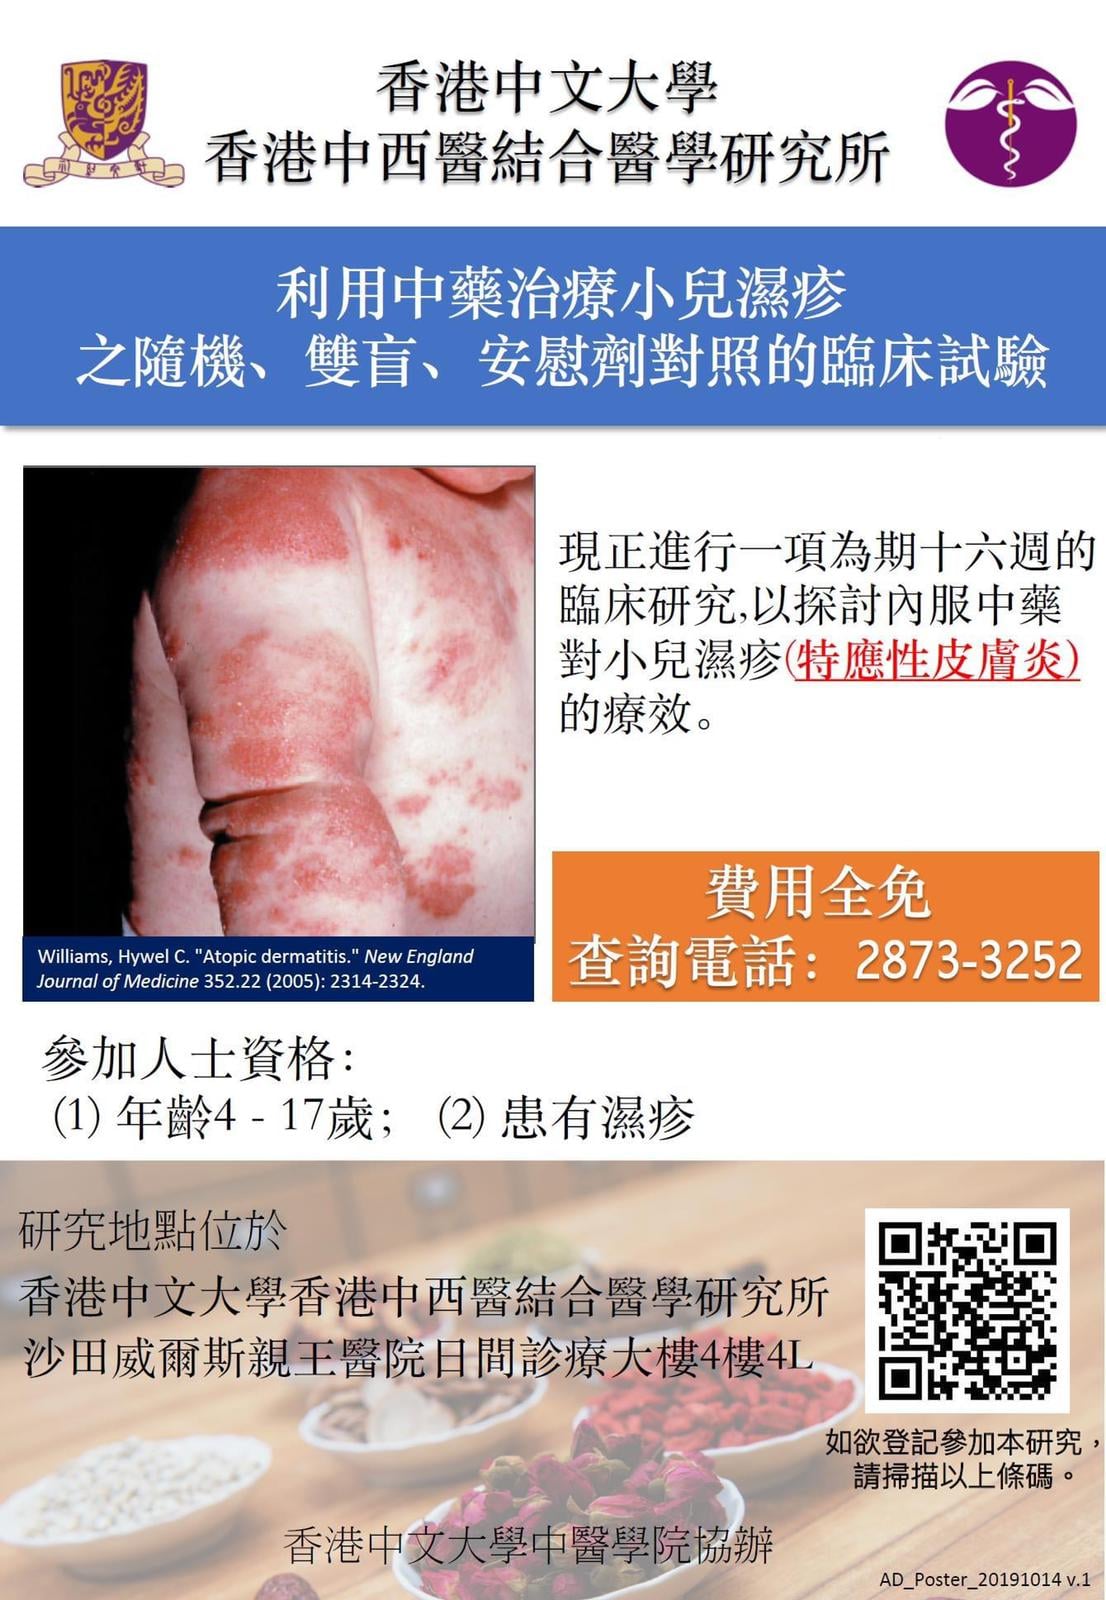 香港中文大學
香港中西醫結合醫學研究所
利用中藥治療小兒濕疹
之隨機、雙盲、安慰劑對照的臨床試驗
現正進行一項為期十六週的
臨床研究,以探討內服中藥
對小兒濕疹(特應性皮膚炎)
的療效。
Williams, Hywel C. "Atopic dermatitis." New England
Journal of Medicine 352.22 (2005): 2314-2324.
費用全免
查詢電話：2873-3252
參加人士資格：
(1) 年齡4 - 17歲； (2) 患有濕疹
研究地點位於
香港中文大學香港中西醫結合醫學研究所
沙田威爾斯親王醫院日間診療大樓4樓4L
如欲登記參加本研究，
請掃描以上條碼。
香港中文大學中醫學院協辦
AD_Poster_20191014 v.1